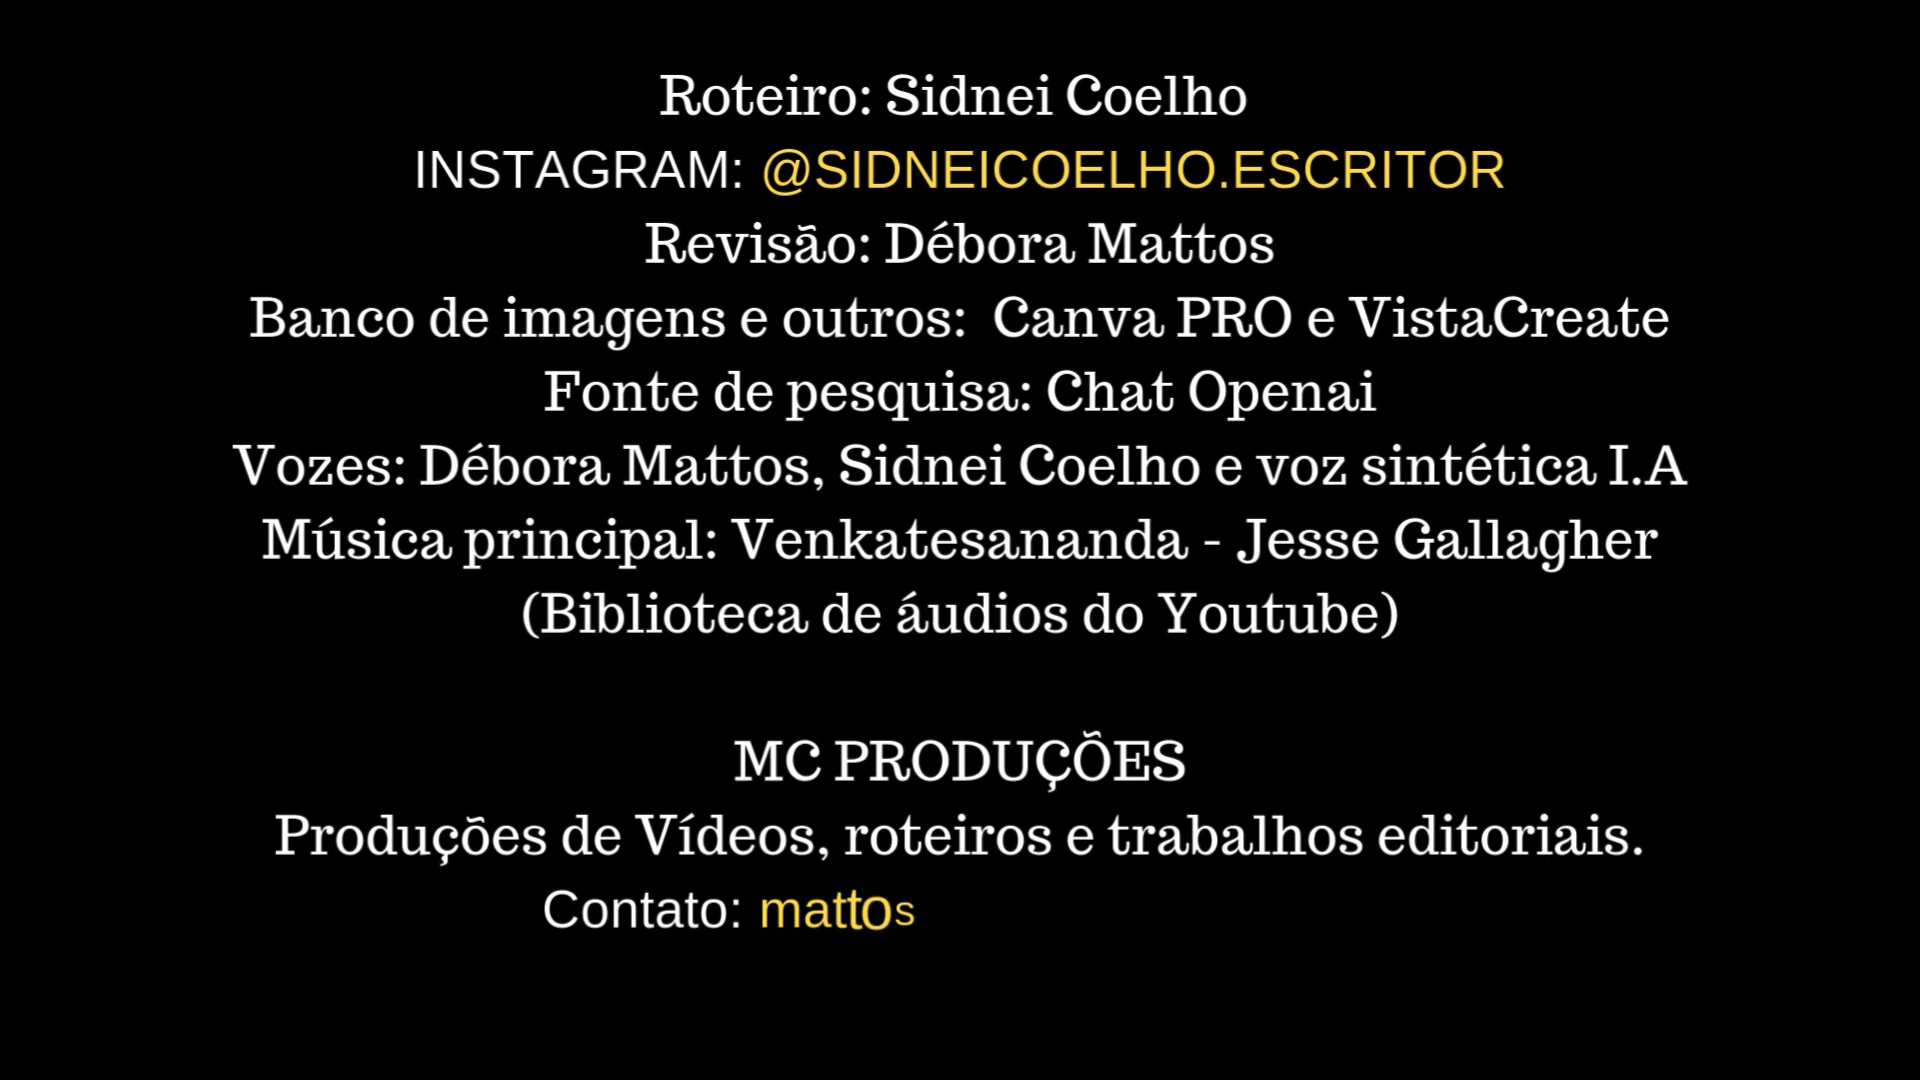 Roteiro: Sidnei Coelho
INSTAGRAM: @SIDNEICOELHO.ESCRITOR
Revisão: Débora Mattos
Banco de imagens e outros: Canva PRO e VistaCreate
Fonte de pesquisa: Chat Openai
Vozes: Débora Mattos, Sidnei Coelho e voz sintética I.A
Música principal: Venkatesananda - Jesse Gallagher
(Biblioteca de áudios do Youtube)
MC PRODUÇÕES
Produções de Vídeos, roteiros e trabalhos editoriais.
Contato: mattos